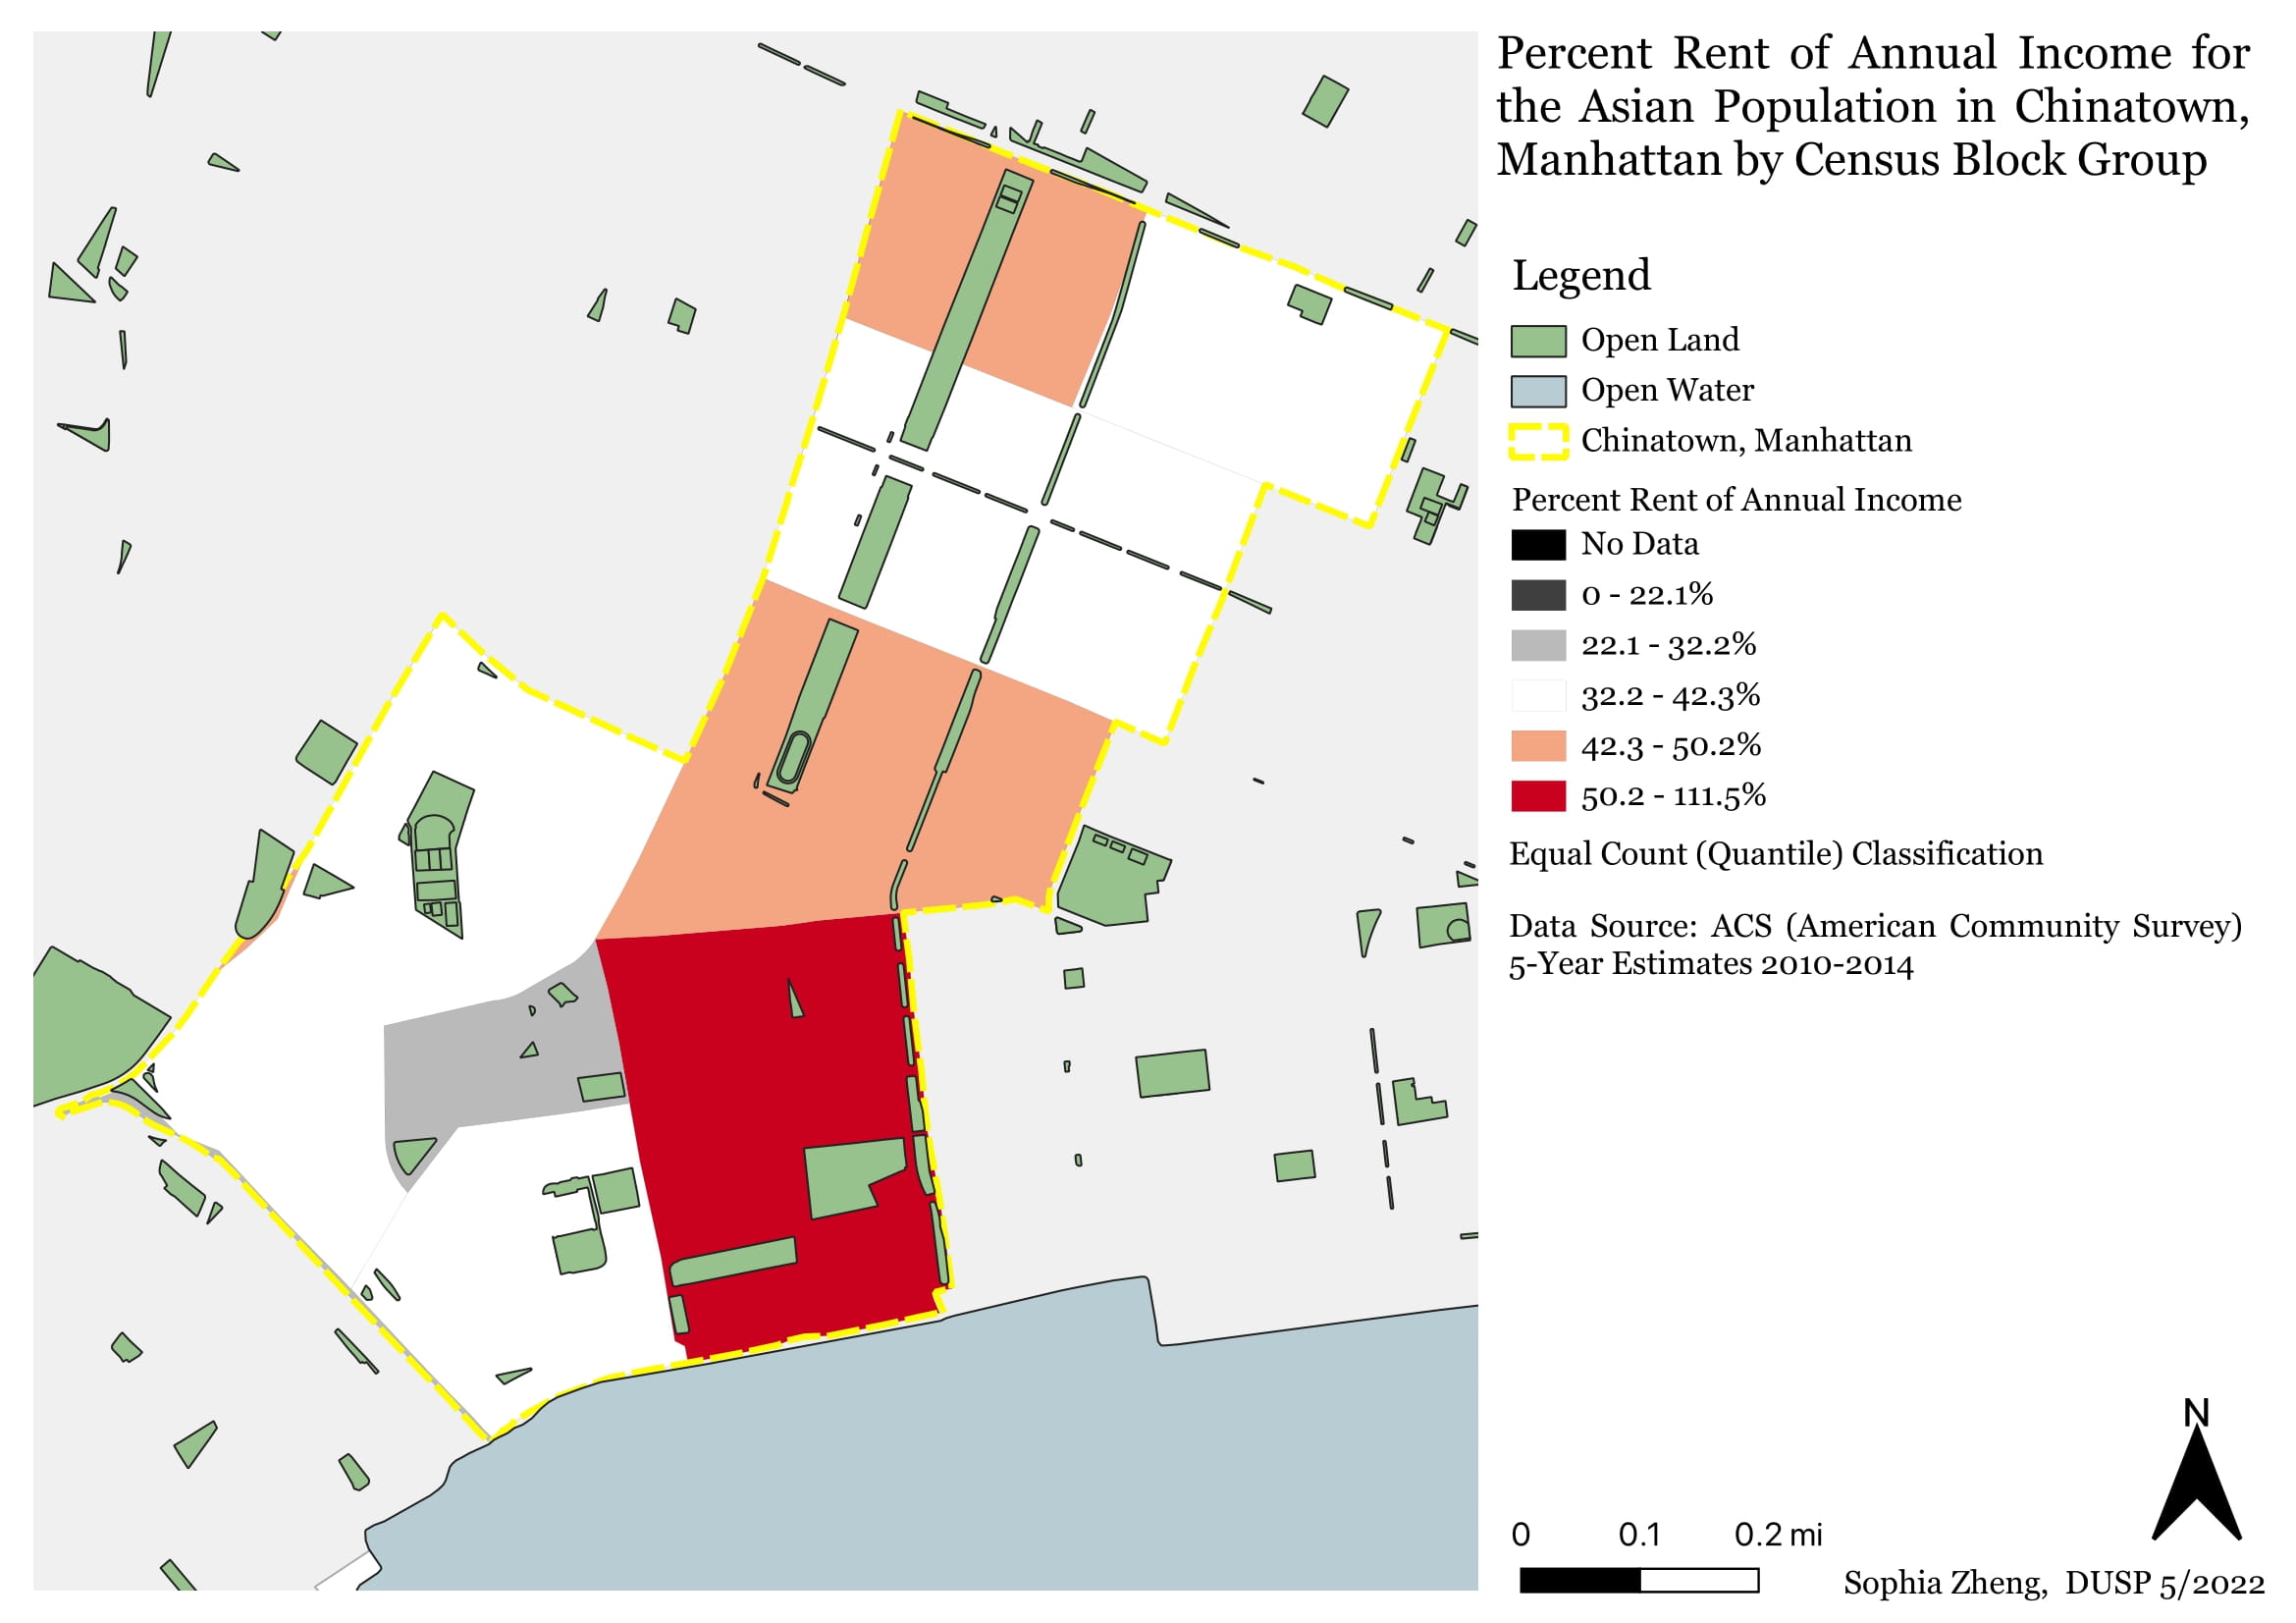 Percent Rent of Annual Income for
the Asian Population in Chinatown,
Manhattan by Census Block Group
Legend
Open Land
Open Water
Chinatown, Manhattan
Percent Rent of Annual Income
No Data
0 - 22.1%
22.1 - 32.2%
32.2 - 42.3%
42.3 - 50.2%
50.2 - 111.5%
Equal Count (Quantile) Classification
Data Source: ACS (American Community Survey)
5-Year Estimates 2010-2014
N
0 0.1 0.2 mi
Sophia Zheng, DUSP 5/2022